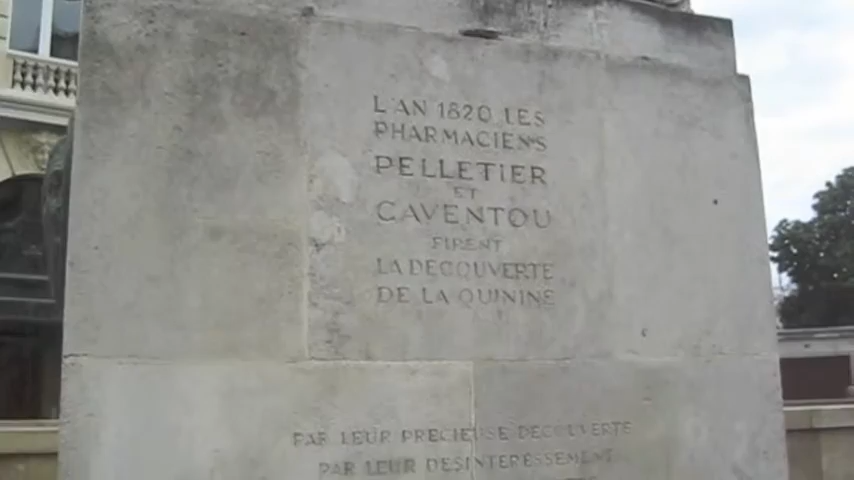 L'AN 1820 LES
PHARMACIENS
PELLETIER
ET
CAVENTOU
FIRENT
LA DECOUVERTE
DE LA QUININE
PAR LEUR PRECIEUSE DECOUVERTE
PAR LEUR DESINTERESSEMENT